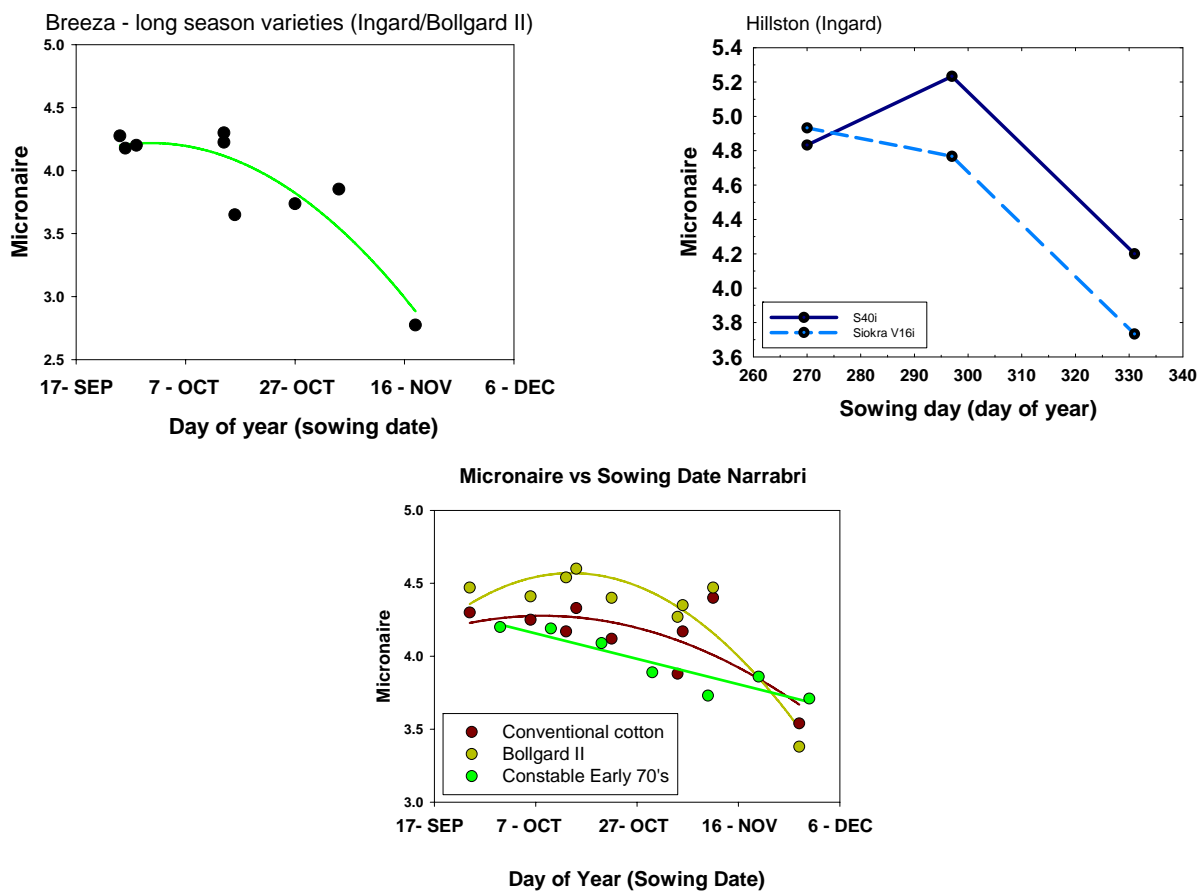 Breeza - long season varieties (Ingard/Bollgard II)
5.0
4.5
4.0
3.5
3.0
2.5
Micronaire
17- SEP 7 - OCT 27- OCT 16 - NOV 6 - DEC
Day of year (sowing date)
Hillston (Ingard)
5.4
5.2
5.0
4.8
4.6
4.4
4.2
4.0
3.8
3.6
Micronaire
S40i
Siokra V16i
260 270 280 290 300 310 320 330 340
Sowing day (day of year)
Micronaire vs Sowing Date Narrabri
5.0
4.5
4.0
3.5
3.0
Micronaire
Conventional cotton
Bollgard II
Constable Early 70's
17- SEP 7 - OCT 27- OCT 16 - NOV 6 - DEC
Day of Year (Sowing Date)